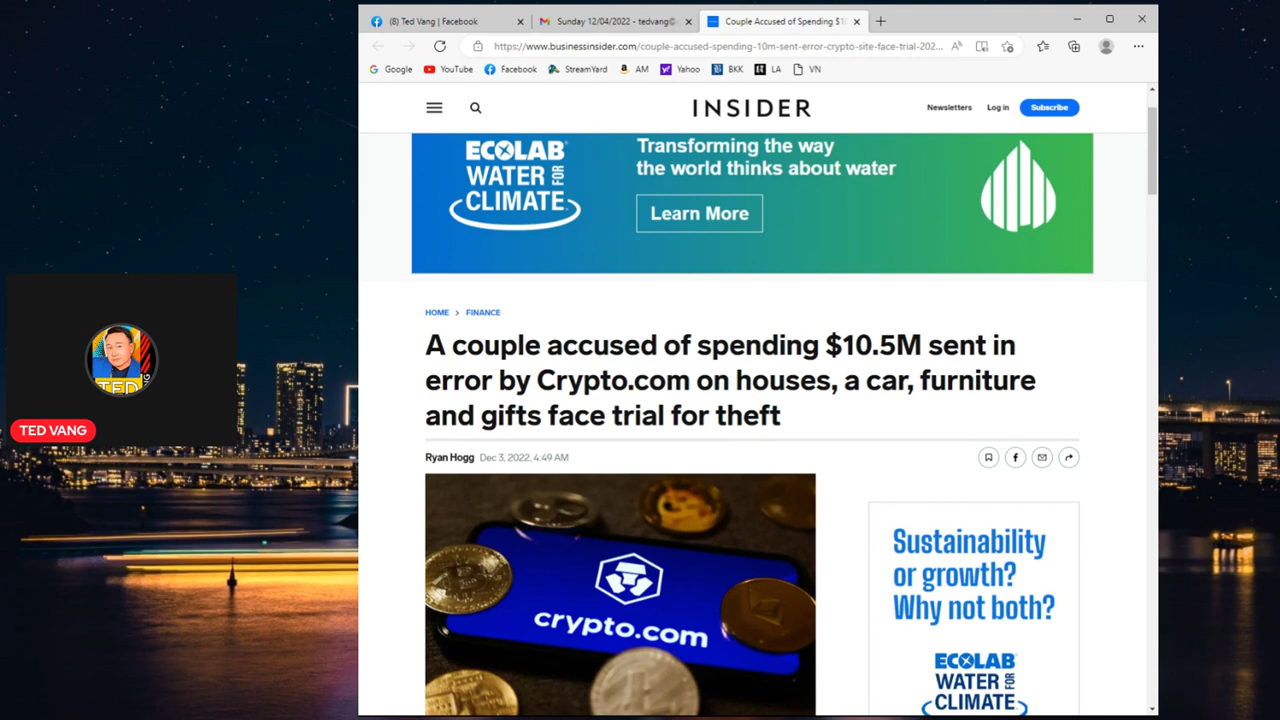 (8) Ted Vang | Facebook
Sunday 12/04/2022 - tedvang@
Couple Accused of Spending $10
https://www.businessinsider.com/couple-accused-spending-10m-sent-error-crypto-site-face-trial-202...
Google
YouTube
Facebook
StreamYard
AM
Yahoo
BKK
LA
VN
INSIDER
Newsletters
Log in
Subscribe
ECOLAB
WATER FOR
CLIMATE
Transforming the way
the world thinks about water
Learn More
HOME > FINANCE
A couple accused of spending $10.5M sent in
error by Crypto.com on houses, a car, furniture
and gifts face trial for theft
Ryan Hogg Dec 3, 2022, 4:49 AM
crypto.com
Sustainability
or growth?
Why not both?
ECOLAB
WATER FOR
CLIMATE
TED
TED VANG